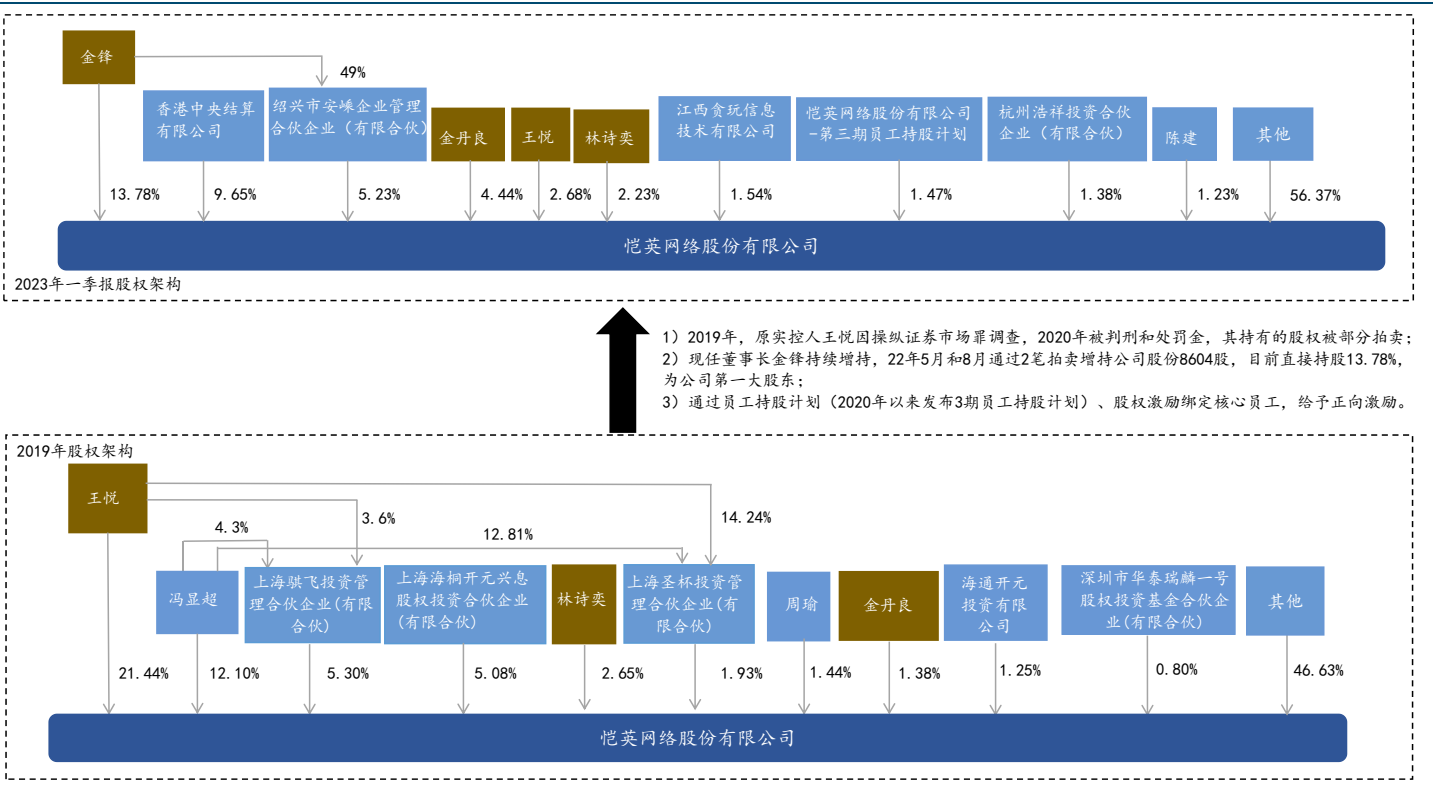 金锋
49%
香港中央结算
有限公司
绍兴市安嵊企业管理
合伙企业（有限合伙）
金丹良
王悦
林诗奕
江西贪玩信息
技术有限公司
恺英网络股份有限公司
-第三期员工持股计划
杭州浩祥投资合伙
企业（有限合伙）
陈建
其他
13.78%
9.65%
5.23%
4.44%
2.68%
2.23%
1.54%
1.47%
1.38%
1.23%
56.37%
恺英网络股份有限公司
2023年一季报股权架构
1）2019年，原实控人王悦因操纵证券市场罪调查，2020年被判刑和处罚金，其持有的股权被部分拍卖；
2）现任董事长金锋持续增持，22年5月和8月通过2笔拍卖增持公司股份8604股，目前直接持股13.78%，
为公司第一大股东；
3）通过员工持股计划（2020年以来发布3期员工持股计划）、股权激励绑定核心员工，给予正向激励。
2019年股权架构
王悦
4.3%
3.6%
12.81%
14.24%
冯显超
上海骐飞投资管
理合伙企业(有限
合伙)
上海海桐开元兴息
股权投资合伙企业
(有限合伙)
林诗奕
上海圣杯投资管
理合伙企业(有
限合伙)
周瑜
金丹良
海通开元
投资有限
公司
深圳市华泰瑞麟一号
股权投资基金合伙企
业(有限合伙)
其他
21.44%
12.10%
5.30%
5.08%
2.65%
1.93%
1.44%
1.38%
1.25%
0.80%
46.63%
恺英网络股份有限公司